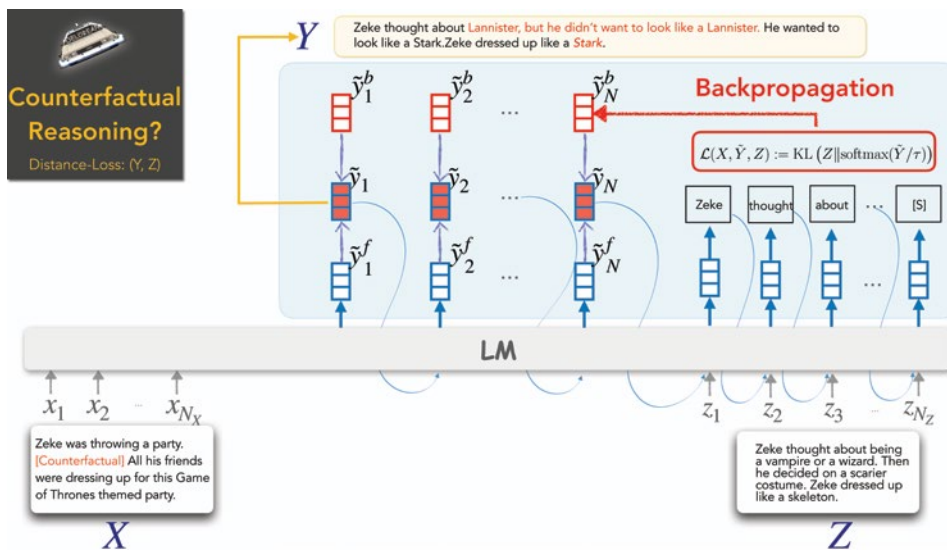 Counterfactual
Reasoning?
Distance-Loss: (Y, Z)
Y
Zeke thought about Lannister, but he didn't want to look like a Lannister. He wanted to
look like a Stark.Zeke dressed up like a Stark.
ỹ₁ᵇ ỹ₂ᵇ ... ỹ_Nᵇ
Backpropagation
ℒ(X, Ỹ, Z) := KL (Z‖softmax(Ỹ/τ))
ỹ₁ ỹ₂ ... ỹ_N
Zeke thought about ... [S]
ỹ₁ᶠ ỹ₂ᶠ ... ỹ_Nᶠ
...
LM
x₁ x₂ ... x_{N_X}
z₁ z₂ z₃ ... z_{N_Z}
Zeke was throwing a party.
[Counterfactual] All his friends
were dressing up for this Game
of Thrones themed party.
X
Zeke thought about being
a vampire or a wizard. Then
he decided on a scarier
costume. Zeke dressed up
like a skeleton.
Z